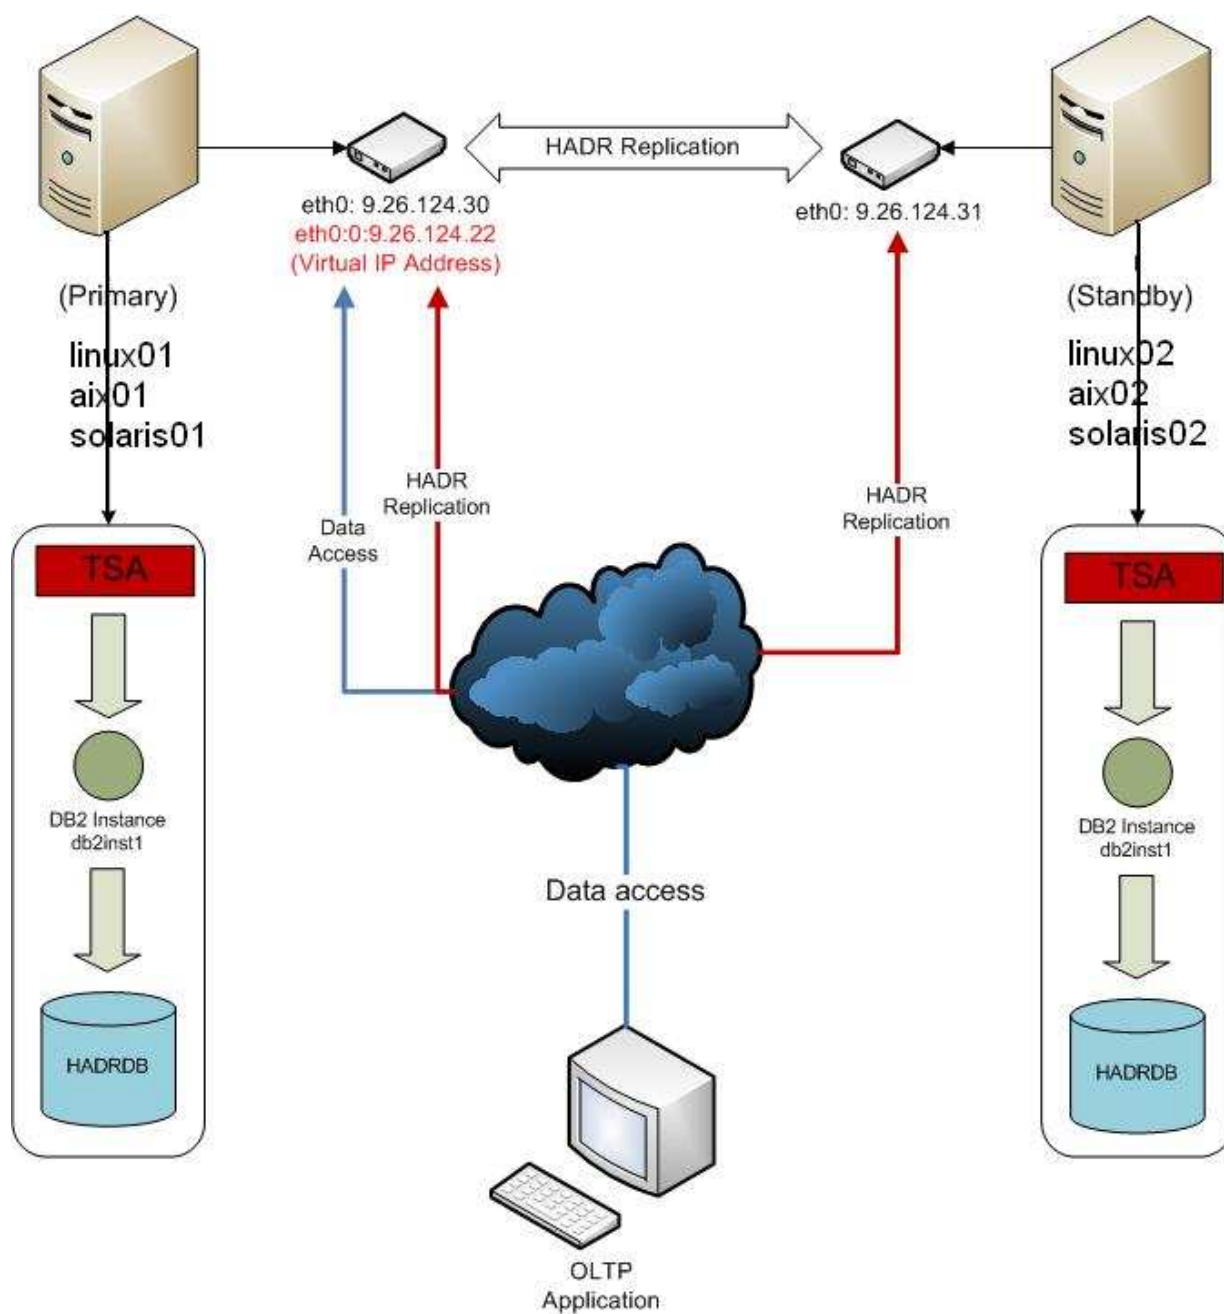 HADR Replication
eth0: 9.26.124.30
eth0:0:9.26.124.22
(Virtual IP Address)
eth0: 9.26.124.31
(Primary)
linux01
aix01
solaris01
(Standby)
linux02
aix02
solaris02
HADR
Replication
Data
Access
HADR
Replication
TSA
DB2 Instance
db2inst1
HADRDB
TSA
DB2 Instance
db2inst1
HADRDB
Data access
OLTP
Application